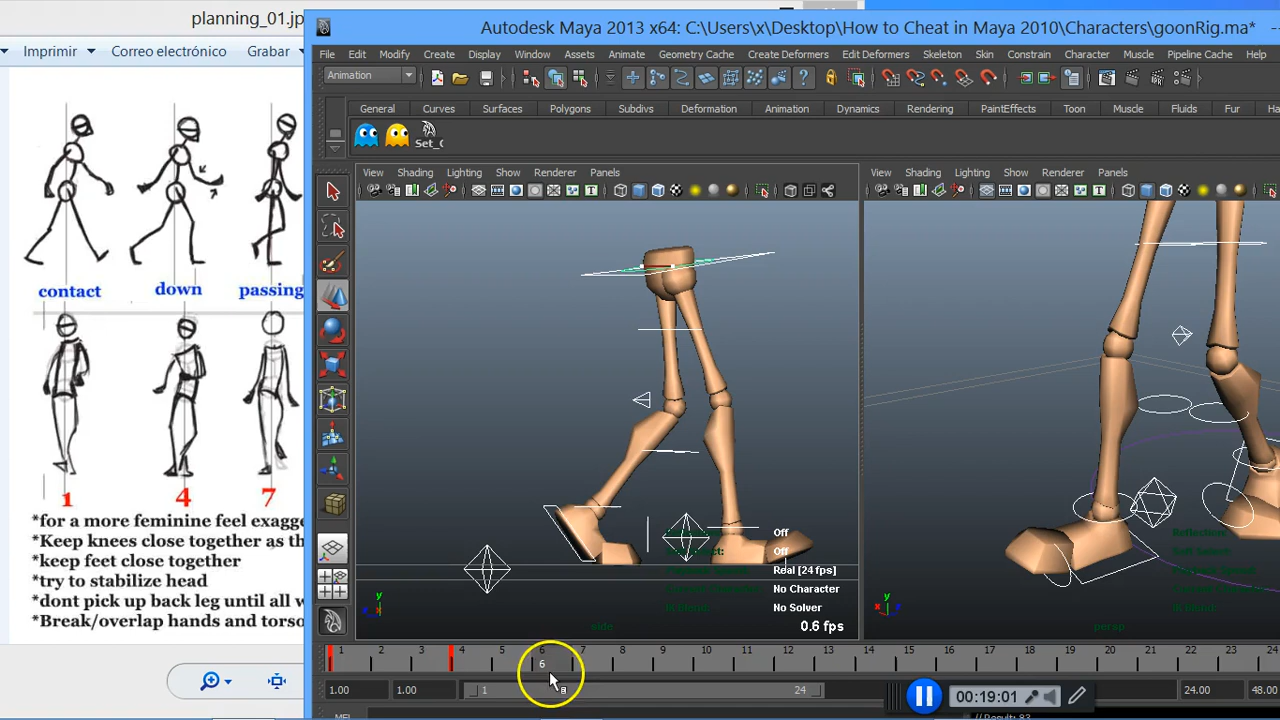 planning_01.jp
Imprimir
Correo electrónico
Grabar
contact
down
passing
1
4
7
*for a more feminine feel exagge
*Keep knees close together as th
*keep feet close together
*try to stabilize head
*dont pick up back leg until all w
*Break/overlap hands and torso
Autodesk Maya 2013 x64: C:\Users\x\Desktop\How to Cheat in Maya 2010\Characters\goonRig.ma*
File Edit Modify Create Display Window Assets Animate Geometry Cache Create Deformers Edit Deformers Skeleton Skin Constrain Character Muscle Pipeline Cache Help
Animation
General Curves Surfaces Polygons Subdivs Deformation Animation Dynamics Rendering PaintEffects Toon Muscle Fluids Fur Ha
Set_C
View Shading Lighting Show Renderer Panels
View Shading Lighting Show Renderer Panels
Off
Off
Real [24 fps]
No Character
No Solver
0.6 fps
side
persp
y
y
1 2 3 4 5 6 7 8 9 10 11 12 13 14 15 16 17 18 19 20 21 22 23 24
6
1.00
1.00
1
24
24.00
48.00
00:19:01
MEL
// Result: 83